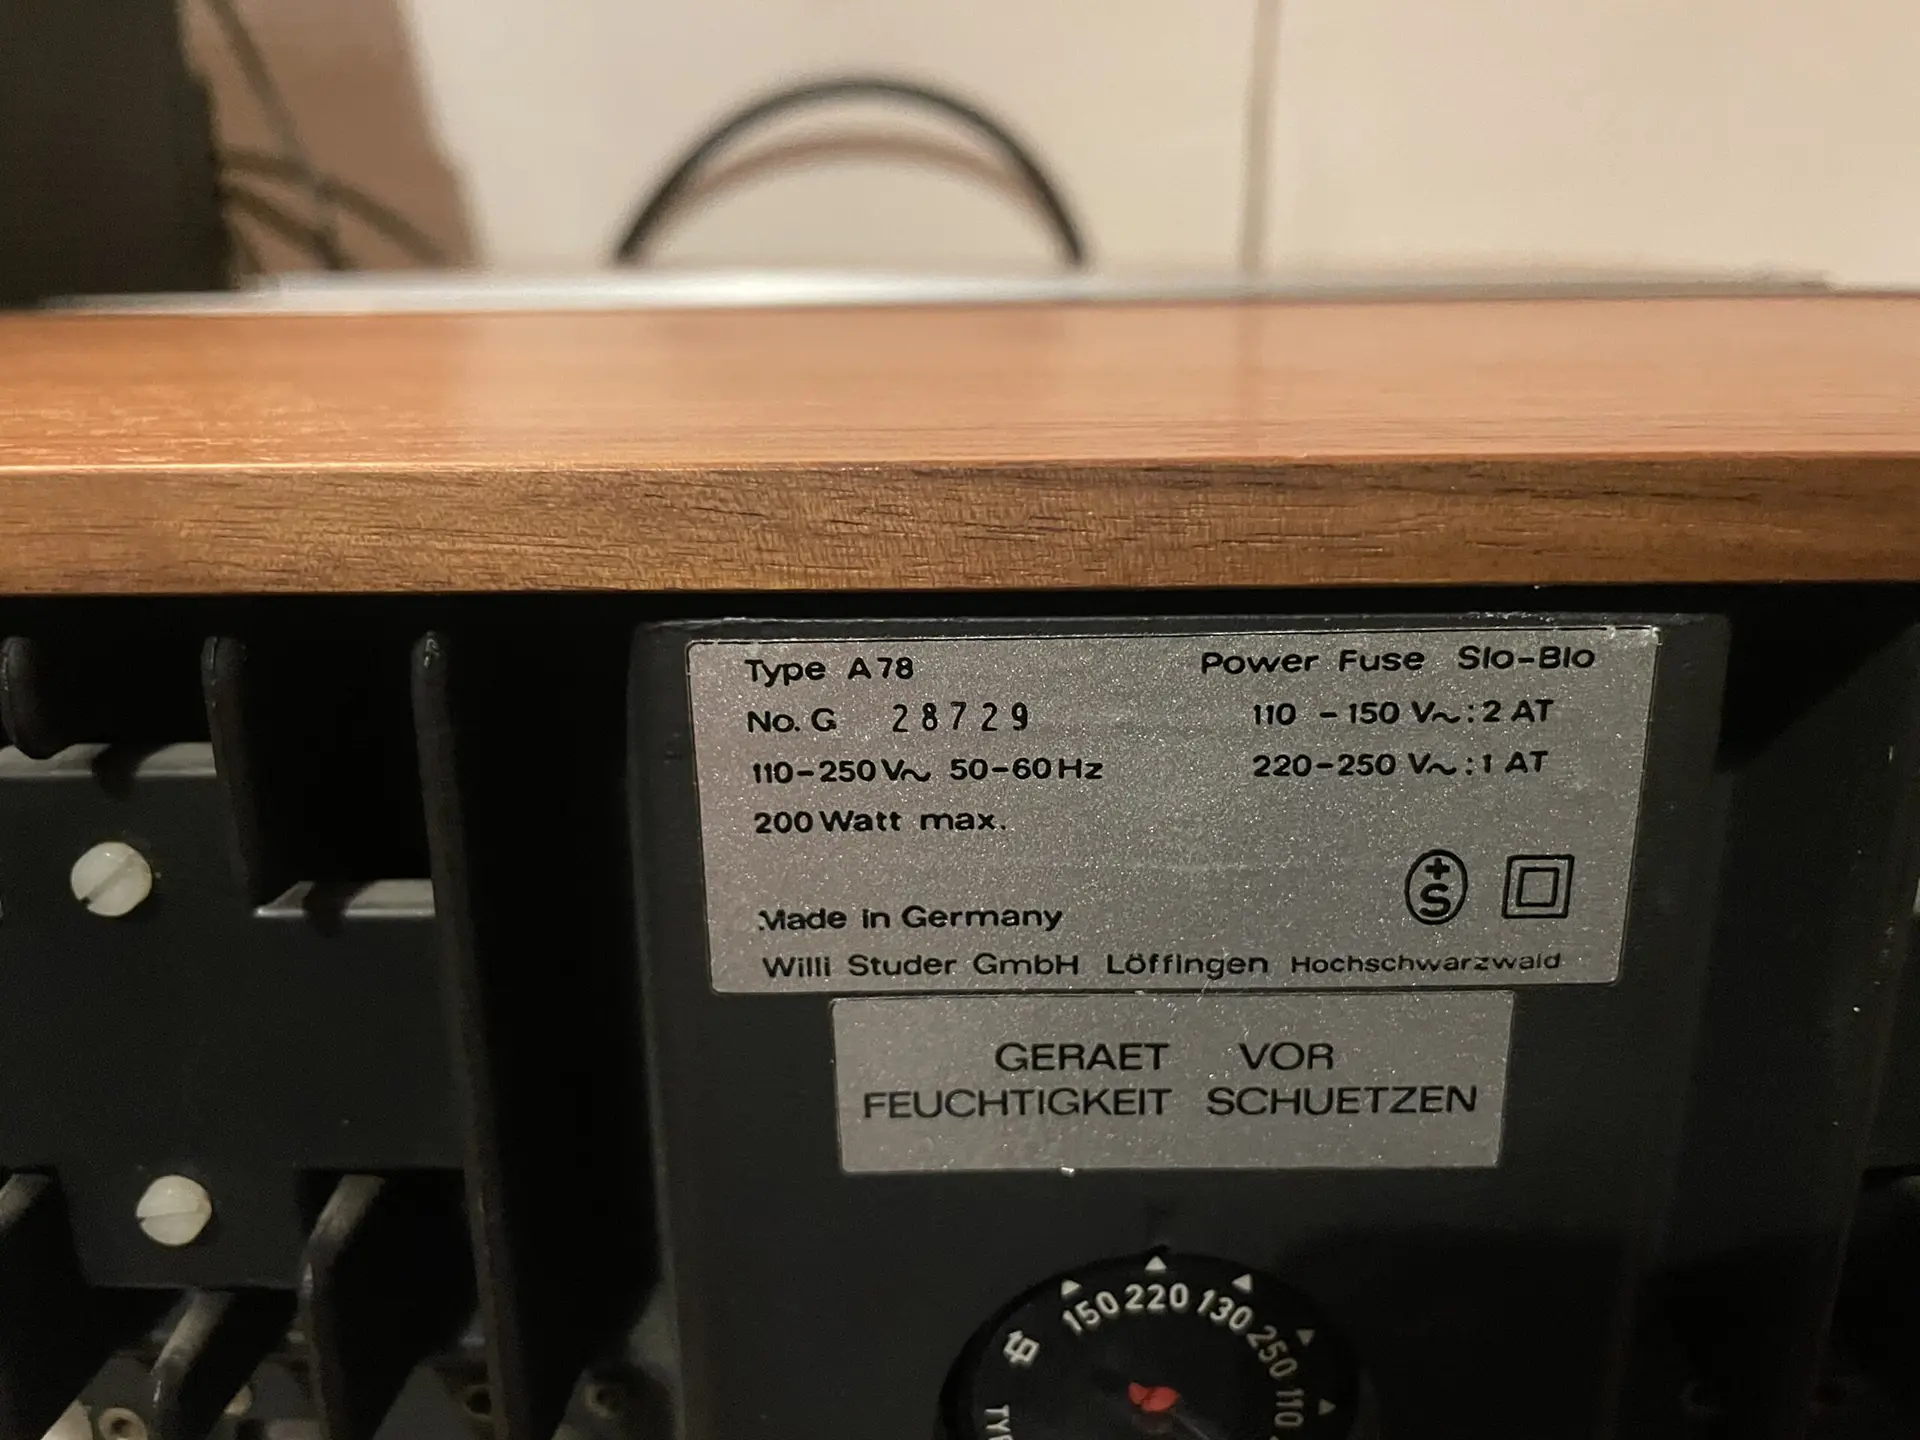 Type A78
Power Fuse Slo-Blo
No. G 28729
110 - 150 V~: 2 AT
110-250 V~ 50-60 Hz
220-250 V~: 1 AT
200 Watt max.
+
S
Made in Germany
Willi Studer GmbH Löffingen Hochschwarzwald
GERAET VOR
FEUCHTIGKEIT SCHUETZEN
150 220 130 250 110